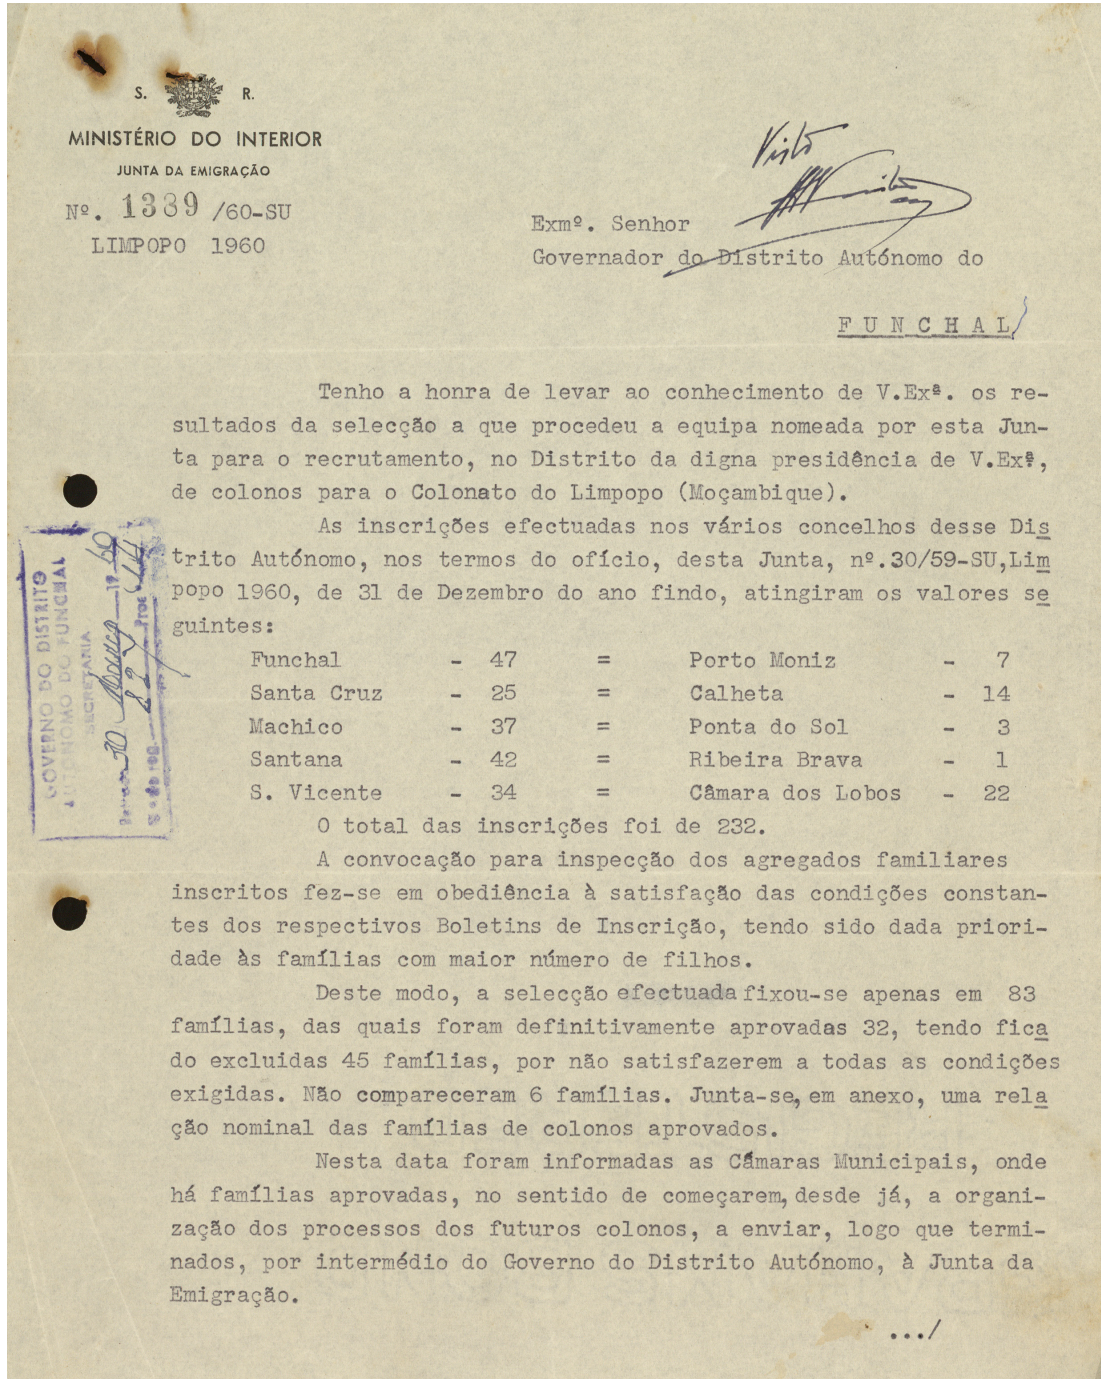 S. R.
MINISTÉRIO DO INTERIOR
JUNTA DA EMIGRAÇÃO
Nº. 1389 /60-SU
LIMPOPO 1960
Visto
Exmº. Senhor
Governador do Distrito Autónomo do
FUNCHAL
Tenho a honra de levar ao conhecimento de V.Exª. os re-
sultados da selecção a que procedeu a equipa nomeada por esta Jun-
ta para o recrutamento, no Distrito da digna presidência de V.Exª,
de colonos para o Colonato do Limpopo (Moçambique).
As inscrições efectuadas nos vários concelhos desse Dis
trito Autónomo, nos termos do ofício, desta Junta, nº.30/59-SU,Lim
popo 1960, de 31 de Dezembro do ano findo, atingiram os valores se
guintes:
Funchal - 47 = Porto Moniz - 7
Santa Cruz - 25 = Calheta - 14
Machico - 37 = Ponta do Sol - 3
Santana - 42 = Ribeira Brava - 1
S. Vicente - 34 = Câmara dos Lobos - 22
O total das inscrições foi de 232.
A convocação para inspecção dos agregados familiares
inscritos fez-se em obediência à satisfação das condições constan-
tes dos respectivos Boletins de Inscrição, tendo sido dada priori-
dade às famílias com maior número de filhos.
Deste modo, a selecção efectuada fixou-se apenas em 83
famílias, das quais foram definitivamente aprovadas 32, tendo fica
do excluidas 45 famílias, por não satisfazerem a todas as condições
exigidas. Não compareceram 6 famílias. Junta-se, em anexo, uma rela
ção nominal das famílias de colonos aprovados.
Nesta data foram informadas as Câmaras Municipais, onde
há famílias aprovadas, no sentido de começarem, desde já, a organi-
zação dos processos dos futuros colonos, a enviar, logo que termi-
nados, por intermédio do Governo do Distrito Autónomo, à Junta da
Emigração.
.../
GOVERNO DO DISTRITO
AUTÓNOMO DO FUNCHAL
SECRETARIA
30 Março 1960
Proc